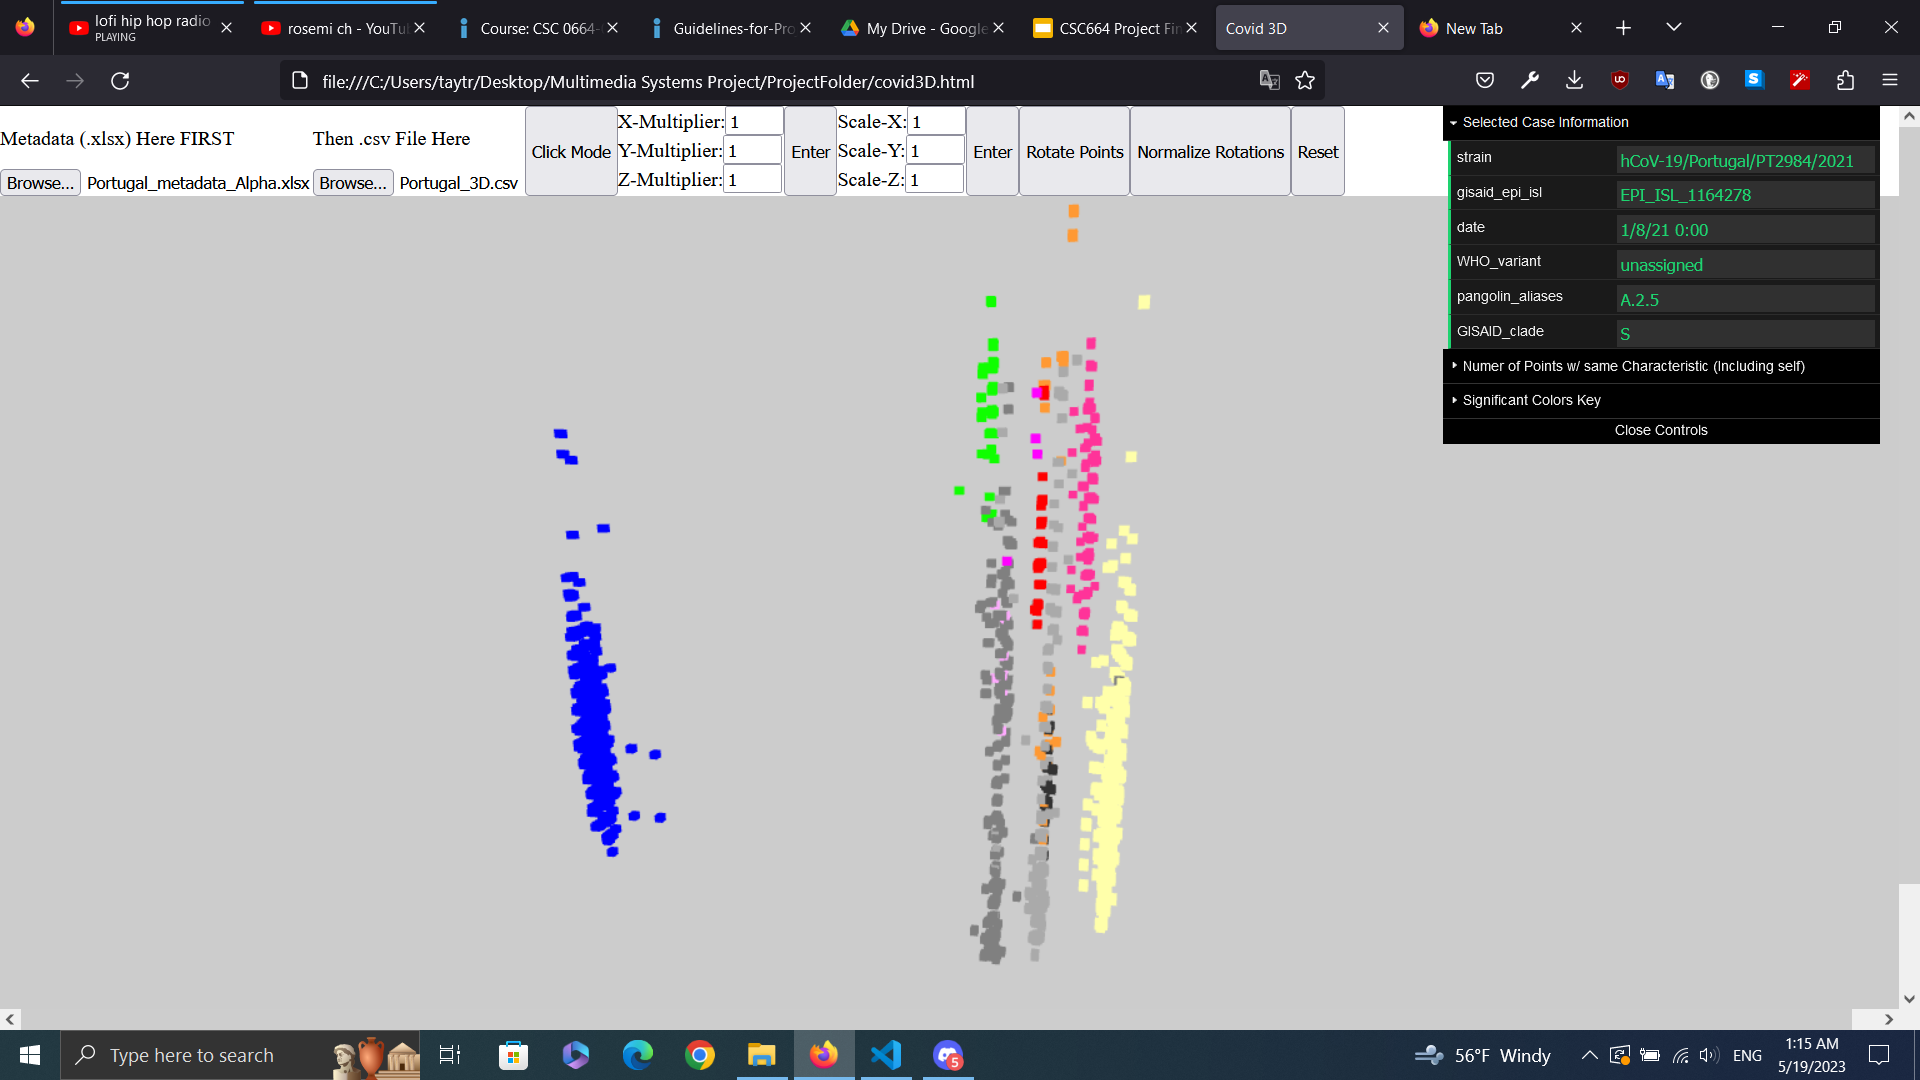 lofi hip hop radio
PLAYING
rosemi ch - YouTu
Course: CSC 0664-
Guidelines-for-Pro
My Drive - Google
CSC664 Project Fin
Covid 3D
New Tab
file:///C:/Users/taytr/Desktop/Multimedia Systems Project/ProjectFolder/covid3D.html
Metadata (.xlsx) Here FIRST
Browse... Portugal_metadata_Alpha.xlsx
Then .csv File Here
Browse... Portugal_3D.csv
Click Mode
X-Multiplier: 1
Y-Multiplier: 1
Z-Multiplier: 1
Enter
Scale-X: 1
Scale-Y: 1
Scale-Z: 1
Enter
Rotate Points
Normalize Rotations
Reset
Selected Case Information
strain hCoV-19/Portugal/PT2984/2021
gisaid_epi_isl EPI_ISL_1164278
date 1/8/21 0:00
WHO_variant unassigned
pangolin_aliases A.2.5
GISAID_clade S
Numer of Points w/ same Characteristic (Including self)
Significant Colors Key
Close Controls
Type here to search
5
56°F Windy
ENG
1:15 AM
5/19/2023